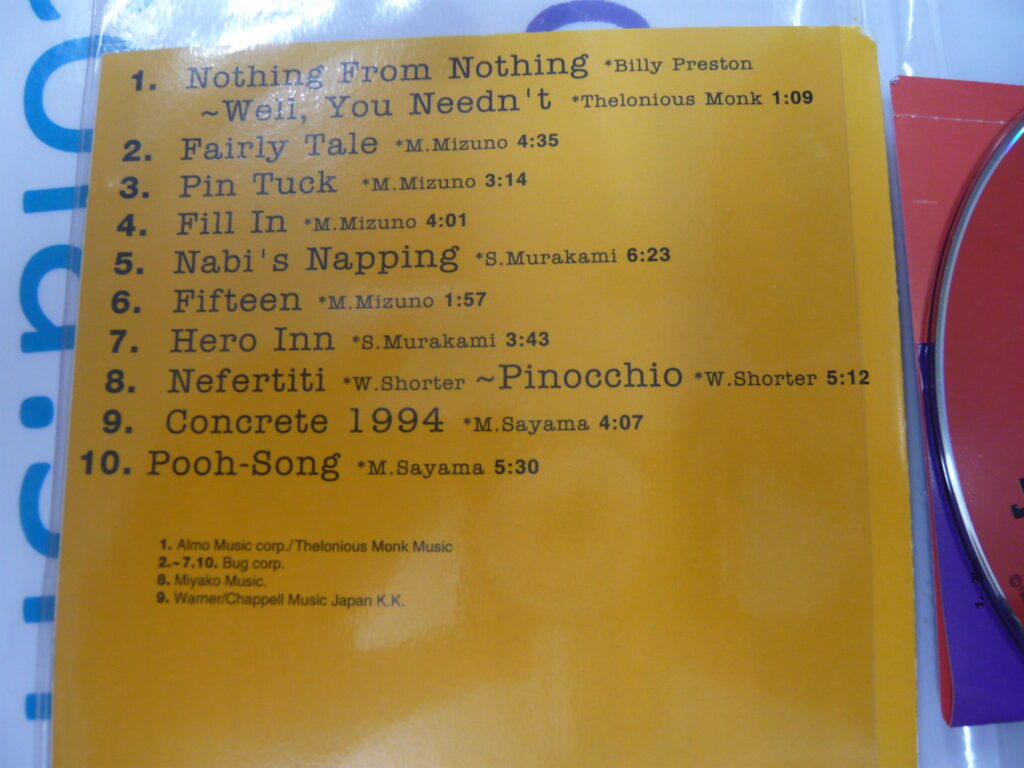 1. Nothing From Nothing *Billy Preston
~Well, You Needn't *Thelonious Monk 1:09
2. Fairly Tale *M.Mizuno 4:35
3. Pin Tuck *M.Mizuno 3:14
4. Fill In *M.Mizuno 4:01
5. Nabi's Napping *S.Murakami 6:23
6. Fifteen *M.Mizuno 1:57
7. Hero Inn *S.Murakami 3:43
8. Nefertiti *W.Shorter ~Pinocchio *W.Shorter 5:12
9. Concrete 1994 *M.Sayama 4:07
10. Pooh-Song *M.Sayama 5:30
1. Almo Music corp./Thelonious Monk Music
2.~7.10. Bug corp.
8. Miyako Music.
9. Warner/Chappell Music Japan K.K.